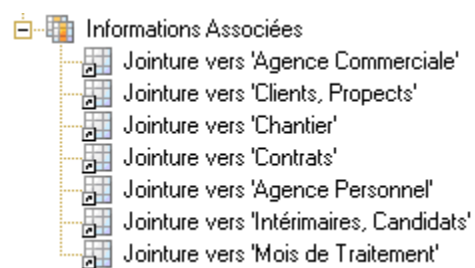 Informations Associées
Jointure vers 'Agence Commerciale'
Jointure vers 'Clients, Propects'
Jointure vers 'Chantier'
Jointure vers 'Contrats'
Jointure vers 'Agence Personnel'
Jointure vers 'Intérimaires, Candidats'
Jointure vers 'Mois de Traitement'